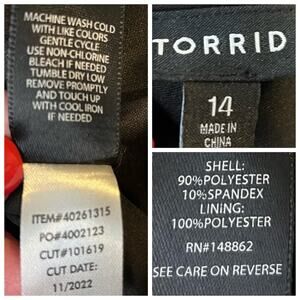 MACHINE WASH COLD
WITH LIKE COLORS
GENTLE CYCLE
USE NON-CLORINE
BLEACH IF NEEDED
TUMBLE DRY LOW
REMOVE PROMPTLY
AND TOUCH UP
WITH COOL IRON
IF NEEDED
ITEM#40261315
PO#4002123
CUT#101619
CUT DATE:
11/2022
TORRID
14
MADE IN
CHINA
SHELL:
90%POLYESTER
10%SPANDEX
LINING:
100%POLYESTER
RN#148862
SEE CARE ON REVERSE